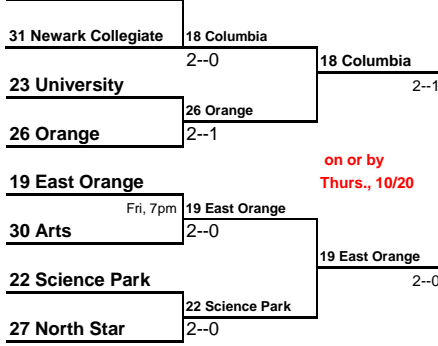 31 Newark Collegiate
18 Columbia
2--0
18 Columbia
23 University
2--1
26 Orange
26 Orange
2--1
on or by
19 East Orange
Thurs., 10/20
Fri, 7pm
19 East Orange
30 Arts
2--0
19 East Orange
22 Science Park
2--0
22 Science Park
27 North Star
2--0